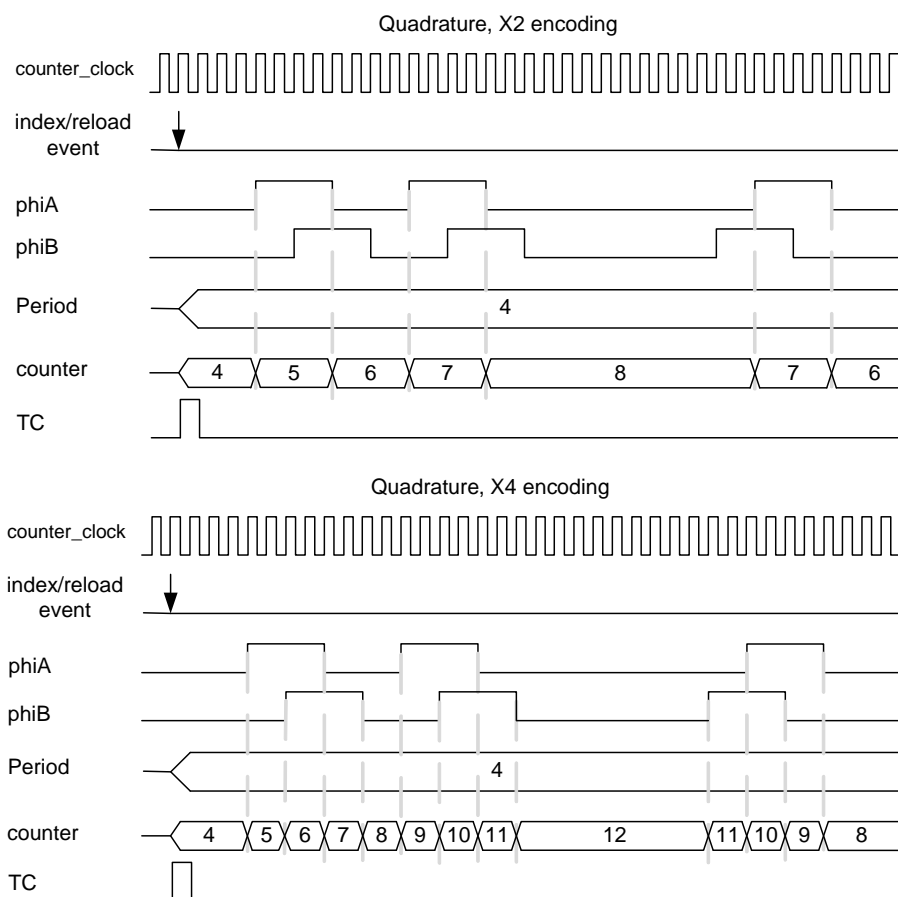 Quadrature, X2 encoding
counter_clock
index/reload
event
phiA
phiB
Period
4
counter
4 5 6 7 8 7 6
TC
Quadrature, X4 encoding
counter_clock
index/reload
event
phiA
phiB
Period
4
counter
4 5 6 7 8 9 10 11 12 11 10 9 8
TC